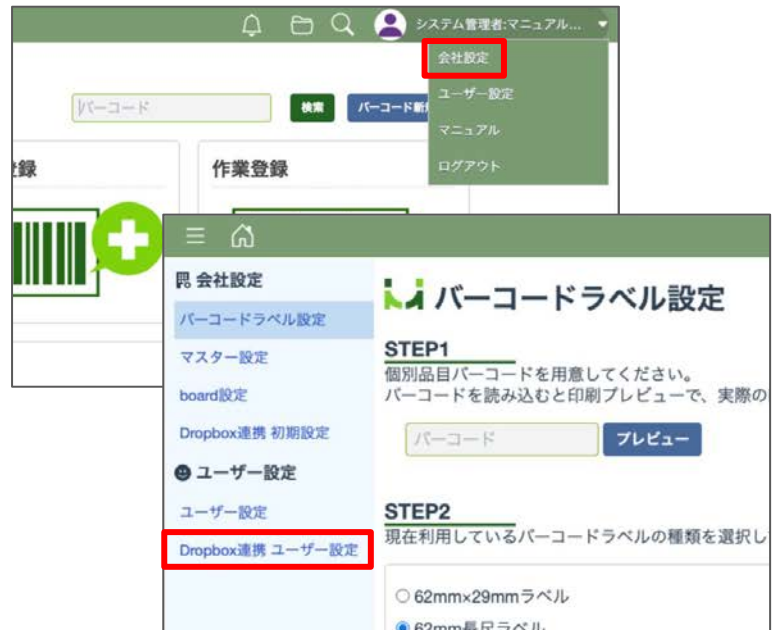 システム管理者:マニュアル...
会社設定
ユーザー設定
マニュアル
ログアウト
バーコード
検索
バーコード新
登録
作業登録
会社設定
バーコードラベル設定
マスター設定
board設定
Dropbox連携 初期設定
ユーザー設定
ユーザー設定
Dropbox連携 ユーザー設定
バーコードラベル設定
STEP1
個別品目バーコードを用意してください。
バーコードを読み込むと印刷プレビューで、実際の
バーコード
プレビュー
STEP2
現在利用しているバーコードラベルの種類を選択し
62mm×29mmラベル
62mm長尺ラベル